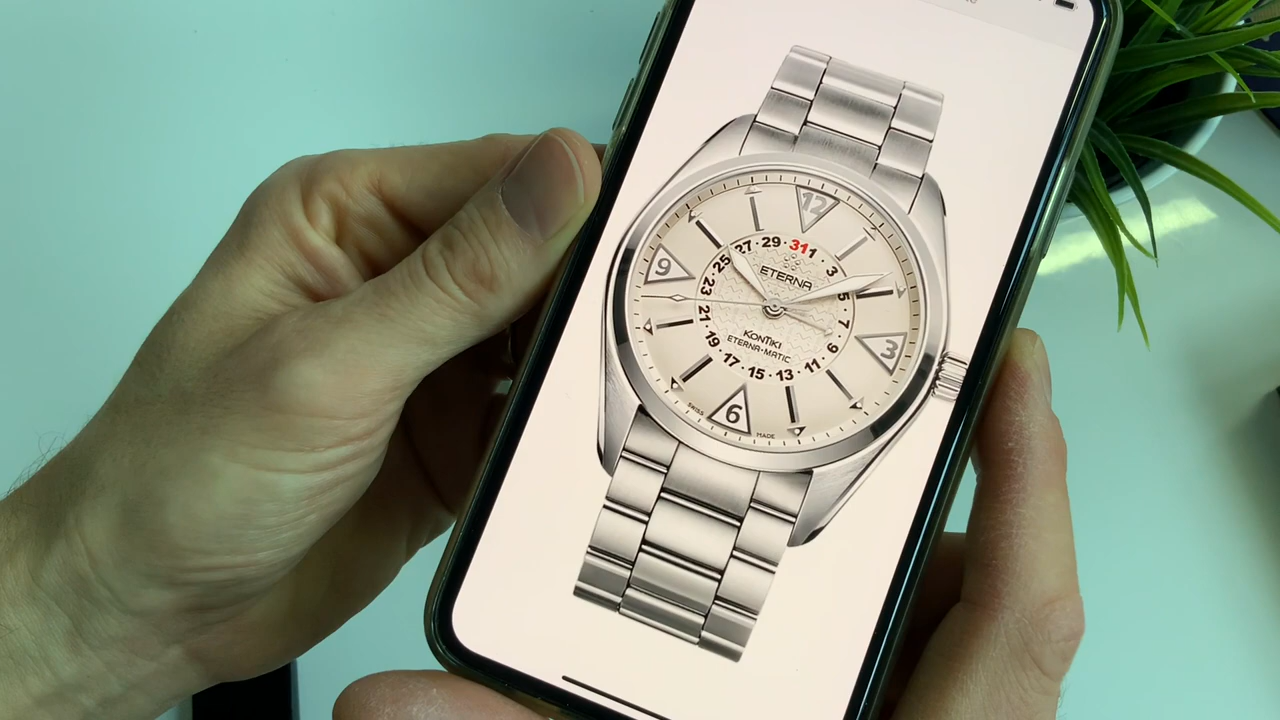 12
29 · 31 1 · 3 · 5 · 7 · 9 · 11 · 13 · 15 · 17 · 19 · 21 · 23 · 25 · 27 ·
9
ETERNA
3
KONTIKI
ETERNA·MATIC
6
SWISS MADE